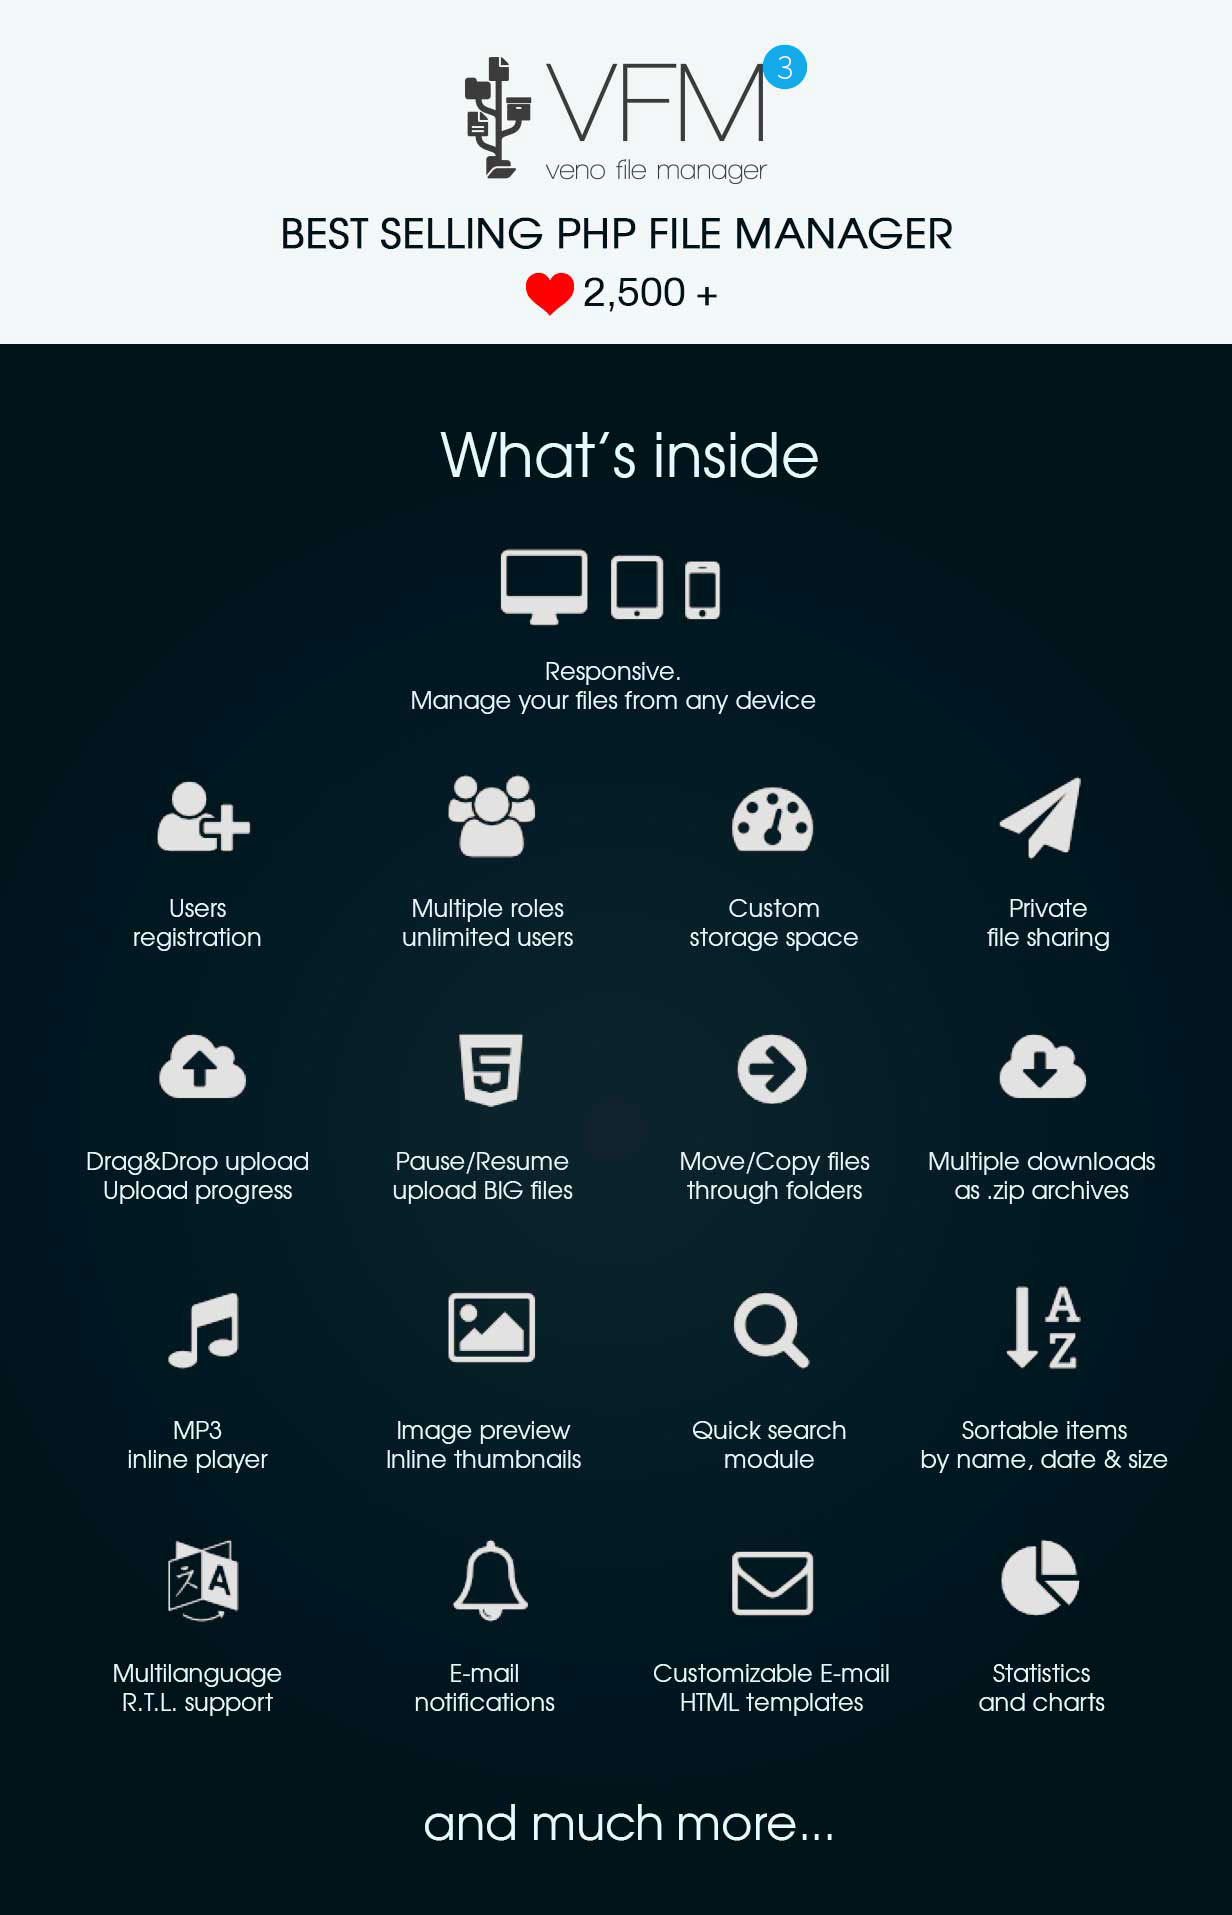 VFM 3
veno file manager
BEST SELLING PHP FILE MANAGER
2,500 +
What's inside
Responsive.
Manage your files from any device
Users
registration
Multiple roles
unlimited users
Custom
storage space
Private
file sharing
Drag&Drop upload
Upload progress
Pause/Resume
upload BIG files
Move/Copy files
through folders
Multiple downloads
as .zip archives
A
Z
MP3
inline player
Image preview
Inline thumbnails
Quick search
module
Sortable items
by name, date & size
A
Multilanguage
R.T.L. support
E-mail
notifications
Customizable E-mail
HTML templates
Statistics
and charts
and much more...